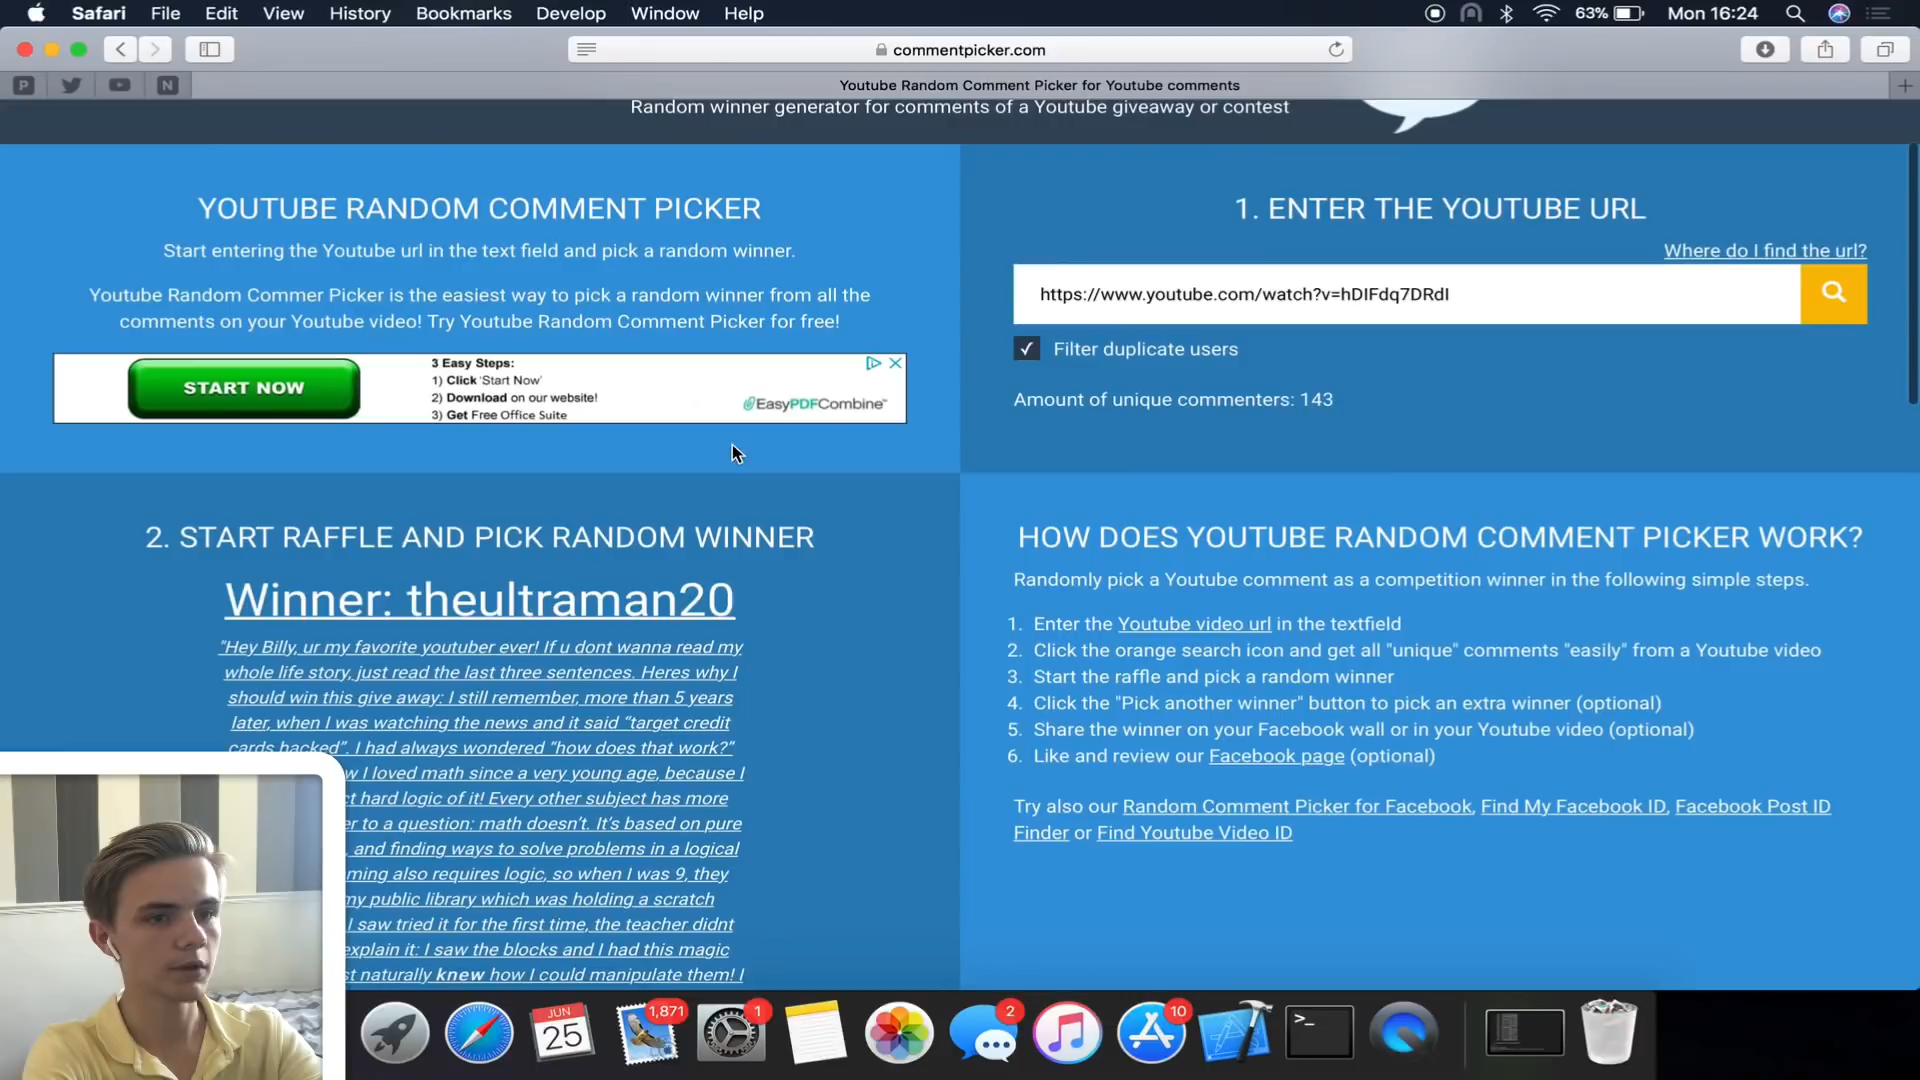 Safari File Edit View History Bookmarks Develop Window Help 63% Mon 16:24
commentpicker.com
Youtube Random Comment Picker for Youtube comments
Random winner generator for comments of a Youtube giveaway or contest
YOUTUBE RANDOM COMMENT PICKER
Start entering the Youtube url in the text field and pick a random winner.
Youtube Random Commer Picker is the easiest way to pick a random winner from all the
comments on your Youtube video! Try Youtube Random Comment Picker for free!
START NOW
3 Easy Steps:
1) Click 'Start Now'
2) Download on our website!
3) Get Free Office Suite
EasyPDFCombine™
1. ENTER THE YOUTUBE URL
Where do I find the url?
https://www.youtube.com/watch?v=hDIFdq7DRdI
Filter duplicate users
Amount of unique commenters: 143
2. START RAFFLE AND PICK RANDOM WINNER
Winner: theultraman20
"Hey Billy, ur my favorite youtuber ever! If u dont wanna read my
whole life story, just read the last three sentences. Heres why I
should win this give away: I still remember, more than 5 years
later, when I was watching the news and it said “target credit
cards hacked”. I had always wondered “how does that work?”
w I loved math since a very young age, because I
ct hard logic of it! Every other subject has more
er to a question: math doesn’t. It’s based on pure
, and finding ways to solve problems in a logical
ming also requires logic, so when I was 9, they
my public library which was holding a scratch
I saw tried it for the first time, the teacher didnt
explain it: I saw the blocks and I had this magic
st naturally knew how I could manipulate them! I
HOW DOES YOUTUBE RANDOM COMMENT PICKER WORK?
Randomly pick a Youtube comment as a competition winner in the following simple steps.
1. Enter the Youtube video url in the textfield
2. Click the orange search icon and get all "unique" comments "easily" from a Youtube video
3. Start the raffle and pick a random winner
4. Click the "Pick another winner" button to pick an extra winner (optional)
5. Share the winner on your Facebook wall or in your Youtube video (optional)
6. Like and review our Facebook page (optional)
Try also our Random Comment Picker for Facebook, Find My Facebook ID, Facebook Post ID
Finder or Find Youtube Video ID
JUN
25
1,871
1
2
10